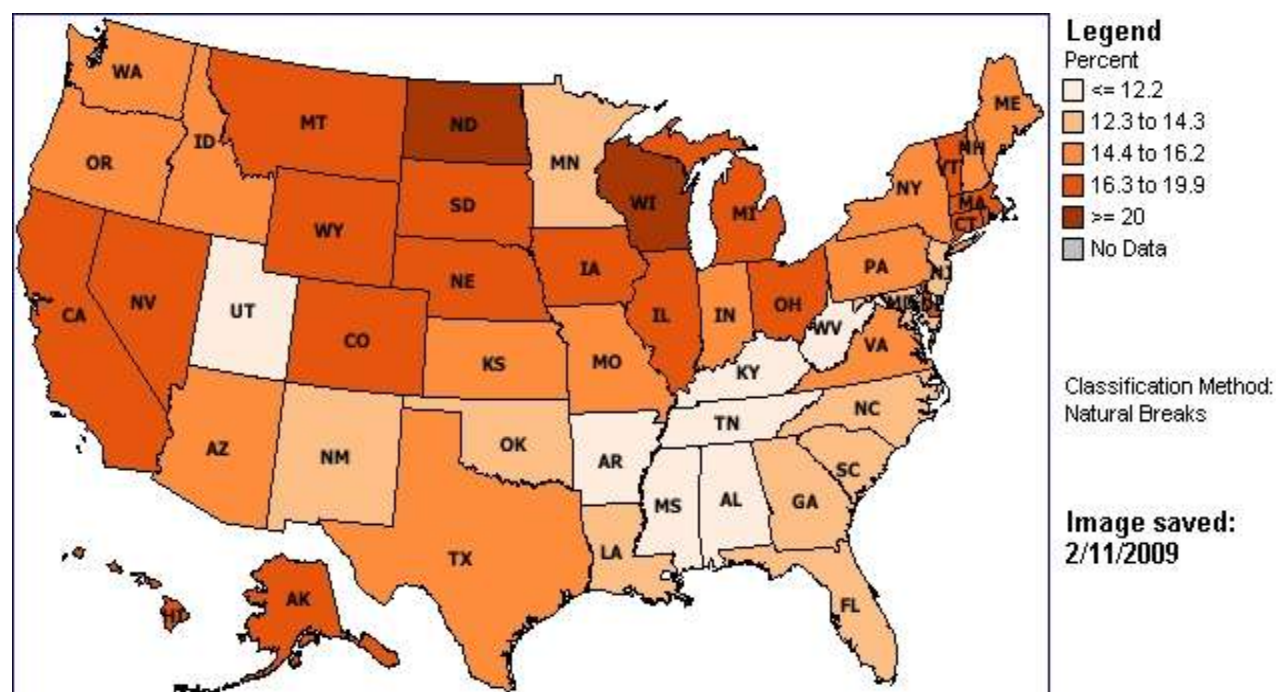 WA
MT
ND
ME
ID
MN
OR
VT
NH
NY
SD
WI
MA
MI
CT
WY
IA
PA
NE
NJ
CA
NV
UT
IL
IN
OH
MD
DE
CO
WV
KS
MO
VA
KY
NC
TN
AZ
NM
OK
AR
SC
MS
AL
GA
TX
LA
AK
FL
HI
Legend
Percent
<= 12.2
12.3 to 14.3
14.4 to 16.2
16.3 to 19.9
>= 20
No Data
Classification Method:
Natural Breaks
Image saved:
2/11/2009